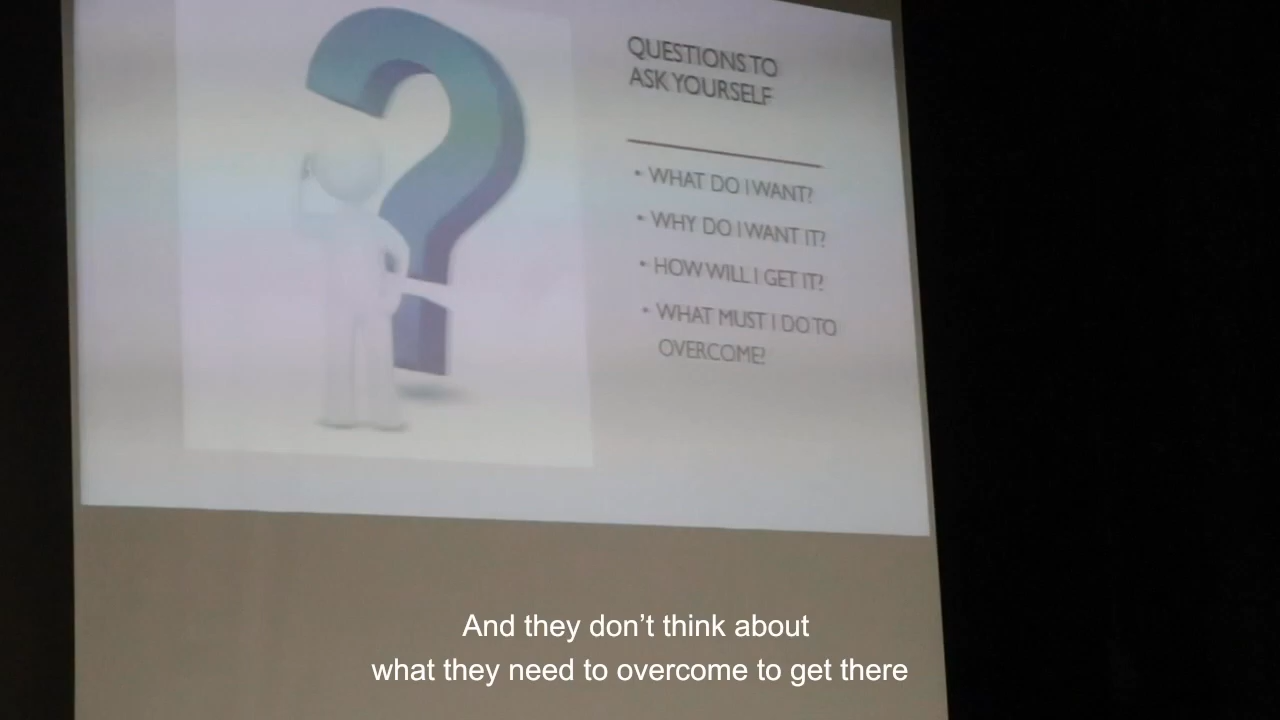 QUESTIONS TO
ASK YOURSELF
• WHAT DO I WANT?
• WHY DO I WANT IT?
• HOW WILL I GET IT?
• WHAT MUST I DO TO
OVERCOME?
And they don’t think about
what they need to overcome to get there